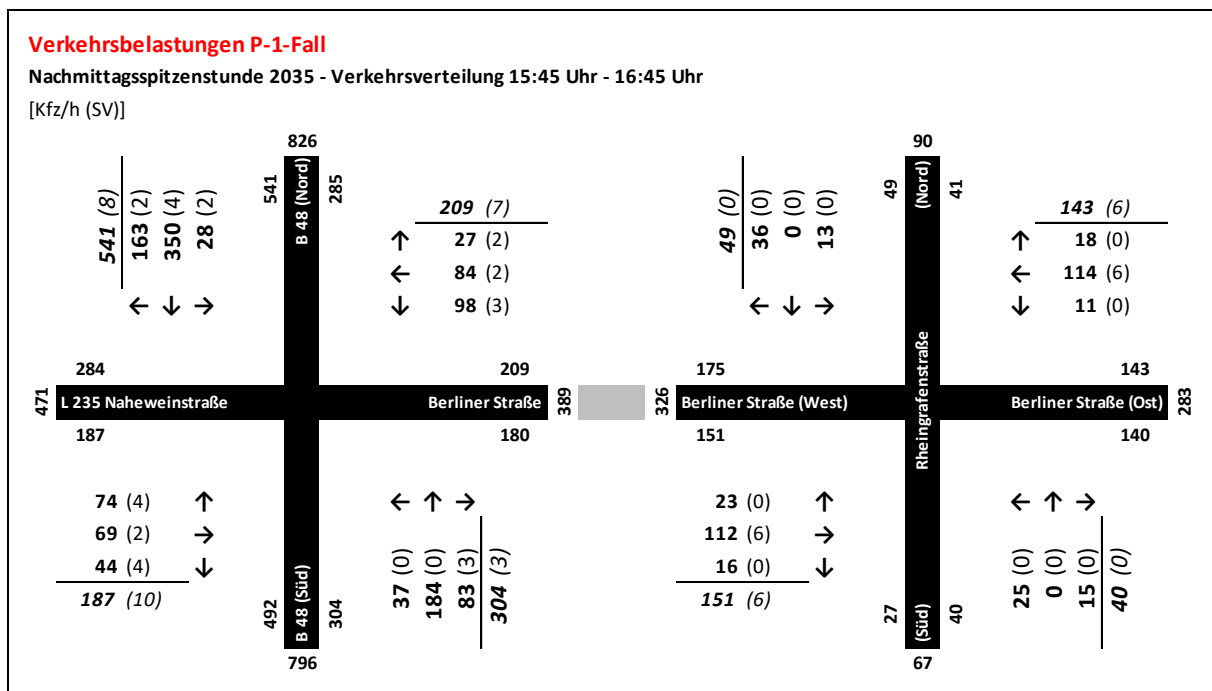 Verkehrsbelastungen P-1-Fall
Nachmittagsspitzenstunde 2035 - Verkehrsverteilung 15:45 Uhr - 16:45 Uhr
[Kfz/h (SV)]
826
541
B 48 (Nord)
285
541 (8)
163 (2)
350 (4)
28 (2)
← ↓ →
209 (7)
↑ 27 (2)
← 84 (2)
↓ 98 (3)
284
209
471
L 235 Naheweinstraße
Berliner Straße
389
187
180
74 (4) ↑
69 (2) →
44 (4) ↓
187 (10)
← ↑ →
37 (0)
184 (0)
83 (3)
304 (3)
492
B 48 (Süd)
304
796
90
49
(Nord)
41
49 (0)
36 (0)
0 (0)
13 (0)
← ↓ →
143 (6)
↑ 18 (0)
← 114 (6)
↓ 11 (0)
175
143
326
Berliner Straße (West)
Rheingrafenstraße
Berliner Straße (Ost)
283
151
140
23 (0) ↑
112 (6) →
16 (0) ↓
151 (6)
← ↑ →
25 (0)
0 (0)
15 (0)
40 (0)
27
(Süd)
40
67